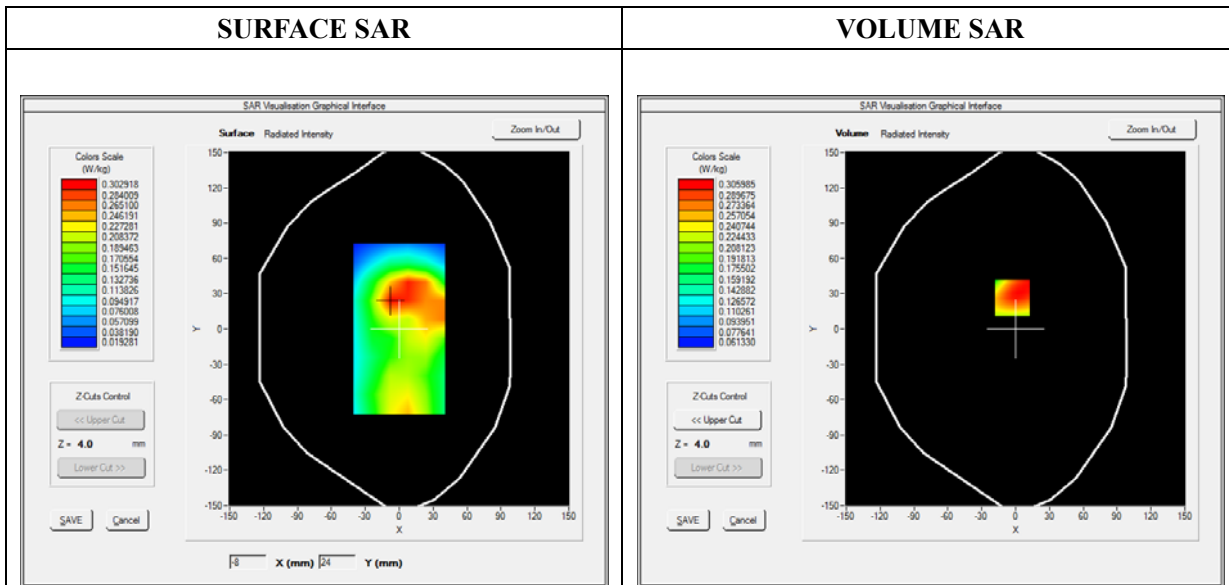 SURFACE SAR
VOLUME SAR
SAR Visualisation Graphical Interface
Surface Radiated Intensity
Zoom In/Out
Colors Scale
(W/kg)
0.302918
0.284009
0.265100
0.246191
0.227281
0.208372
0.189463
0.170554
0.151645
0.132736
0.113826
0.094917
0.076008
0.057099
0.038190
0.019281
Z-Cuts Control
<< Upper Cut
Z = 4.0 mm
Lower Cut >>
SAVE Cancel
150
120
90
60
30
0
-30
-60
-90
-120
-150
Y
-150 -120 -90 -60 -30 0 30 60 90 120 150
X
-8 X (mm) 24 Y (mm)
SAR Visualisation Graphical Interface
Volume Radiated Intensity
Zoom In/Out
Colors Scale
(W/kg)
0.305985
0.289675
0.273364
0.257054
0.240744
0.224433
0.208123
0.191813
0.175502
0.159192
0.142882
0.126572
0.110261
0.093951
0.077641
0.061330
Z-Cuts Control
<< Upper Cut
Z = 4.0 mm
Lower Cut >>
SAVE Cancel
150
120
90
60
30
0
-30
-60
-90
-120
-150
Y
-150 -120 -90 -60 -30 0 30 60 90 120 150
X